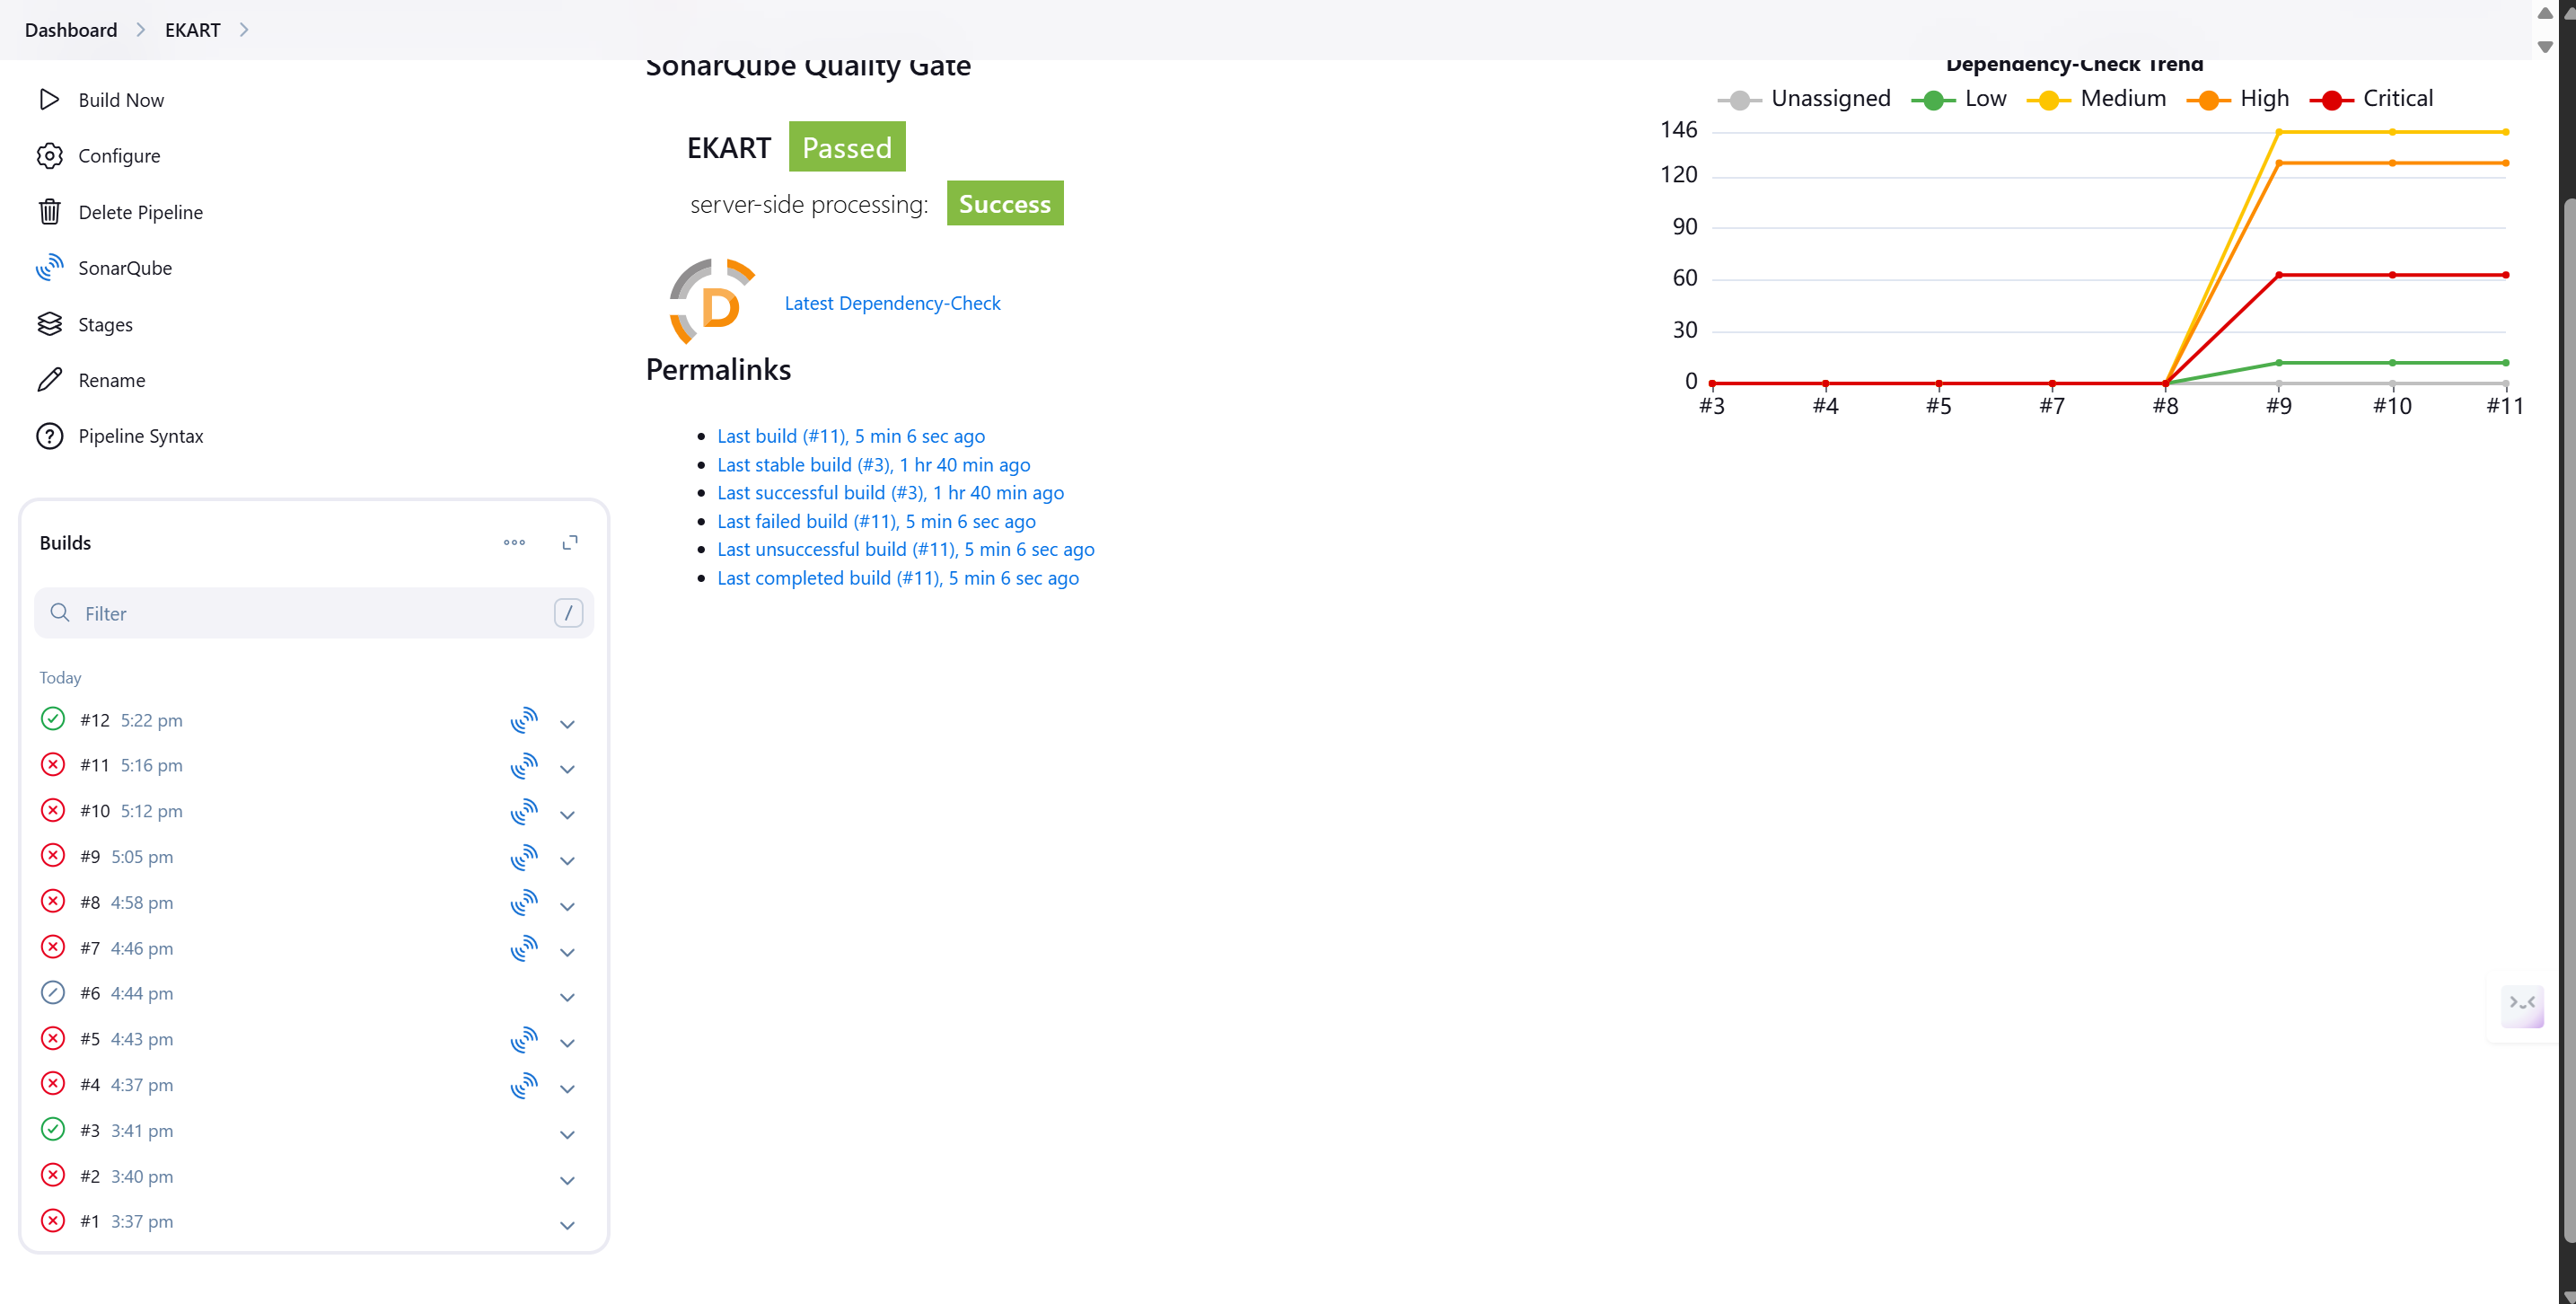 Dashboard
EKART
Build Now
Configure
Delete Pipeline
SonarQube
Stages
Rename
Pipeline Syntax
Builds
Filter
/
Today
#12 5:22 pm
#11 5:16 pm
#10 5:12 pm
#9 5:05 pm
#8 4:58 pm
#7 4:46 pm
#6 4:44 pm
#5 4:43 pm
#4 4:37 pm
#3 3:41 pm
#2 3:40 pm
#1 3:37 pm
SonarQube Quality Gate
EKART Passed
server-side processing: Success
D
Latest Dependency-Check
Permalinks
Last build (#11), 5 min 6 sec ago
Last stable build (#3), 1 hr 40 min ago
Last successful build (#3), 1 hr 40 min ago
Last failed build (#11), 5 min 6 sec ago
Last unsuccessful build (#11), 5 min 6 sec ago
Last completed build (#11), 5 min 6 sec ago
Dependency-Check Trend
Unassigned Low Medium High Critical
146
120
90
60
30
0
#3 #4 #5 #7 #8 #9 #10 #11